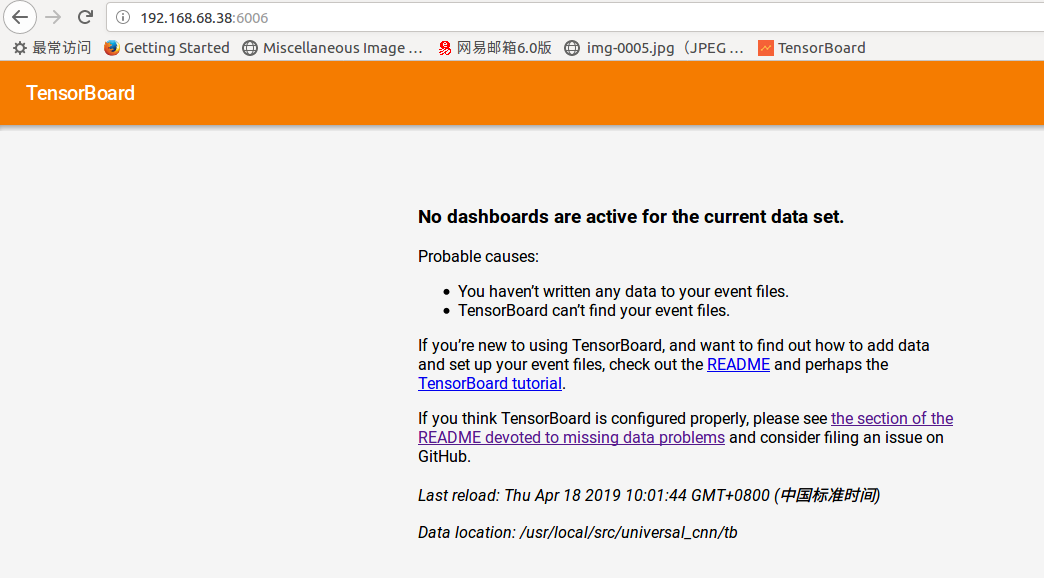 192.168.68.38:6006
最常访问 Getting Started Miscellaneous Image ... 网易邮箱6.0版 img-0005.jpg（JPEG ... TensorBoard
TensorBoard
No dashboards are active for the current data set.
Probable causes:
• You haven’t written any data to your event files.
• TensorBoard can’t find your event files.
If you’re new to using TensorBoard, and want to find out how to add data
and set up your event files, check out the README and perhaps the
TensorBoard tutorial.
If you think TensorBoard is configured properly, please see the section of the
README devoted to missing data problems and consider filing an issue on
GitHub.
Last reload: Thu Apr 18 2019 10:01:44 GMT+0800 (中国标准时间)
Data location: /usr/local/src/universal_cnn/tb